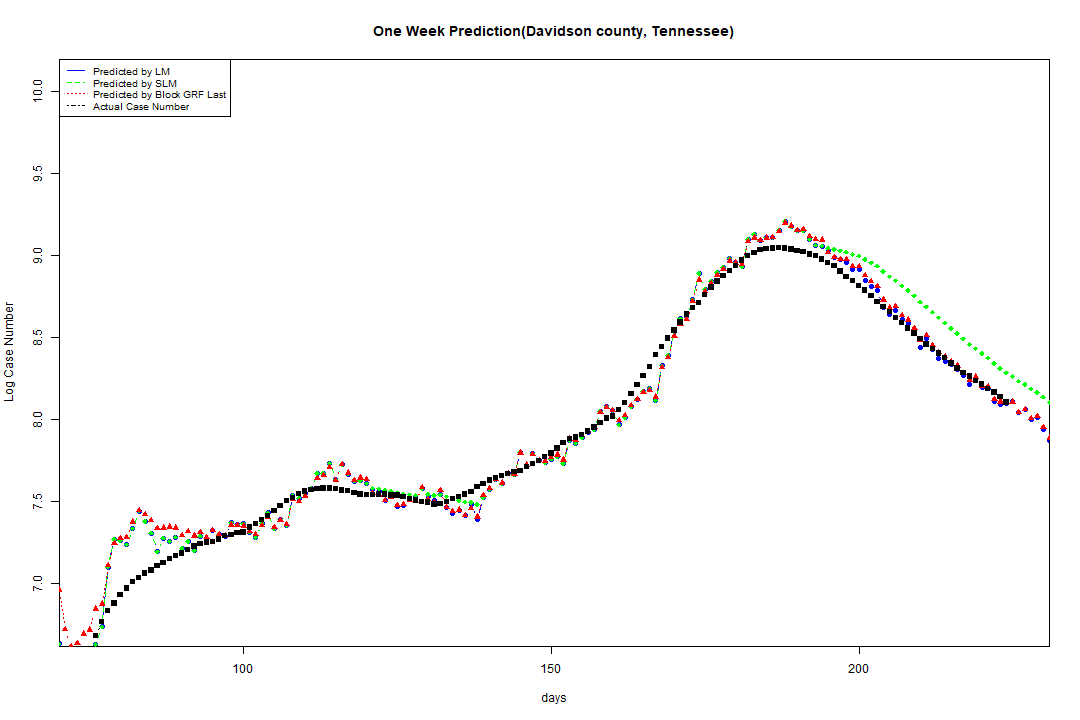 One Week Prediction(Davidson county, Tennessee)
Predicted by LM
Predicted by SLM
Predicted by Block GRF Last
Actual Case Number
10.0
9.5
9.0
8.5
8.0
7.5
7.0
Log Case Number
100
150
200
days